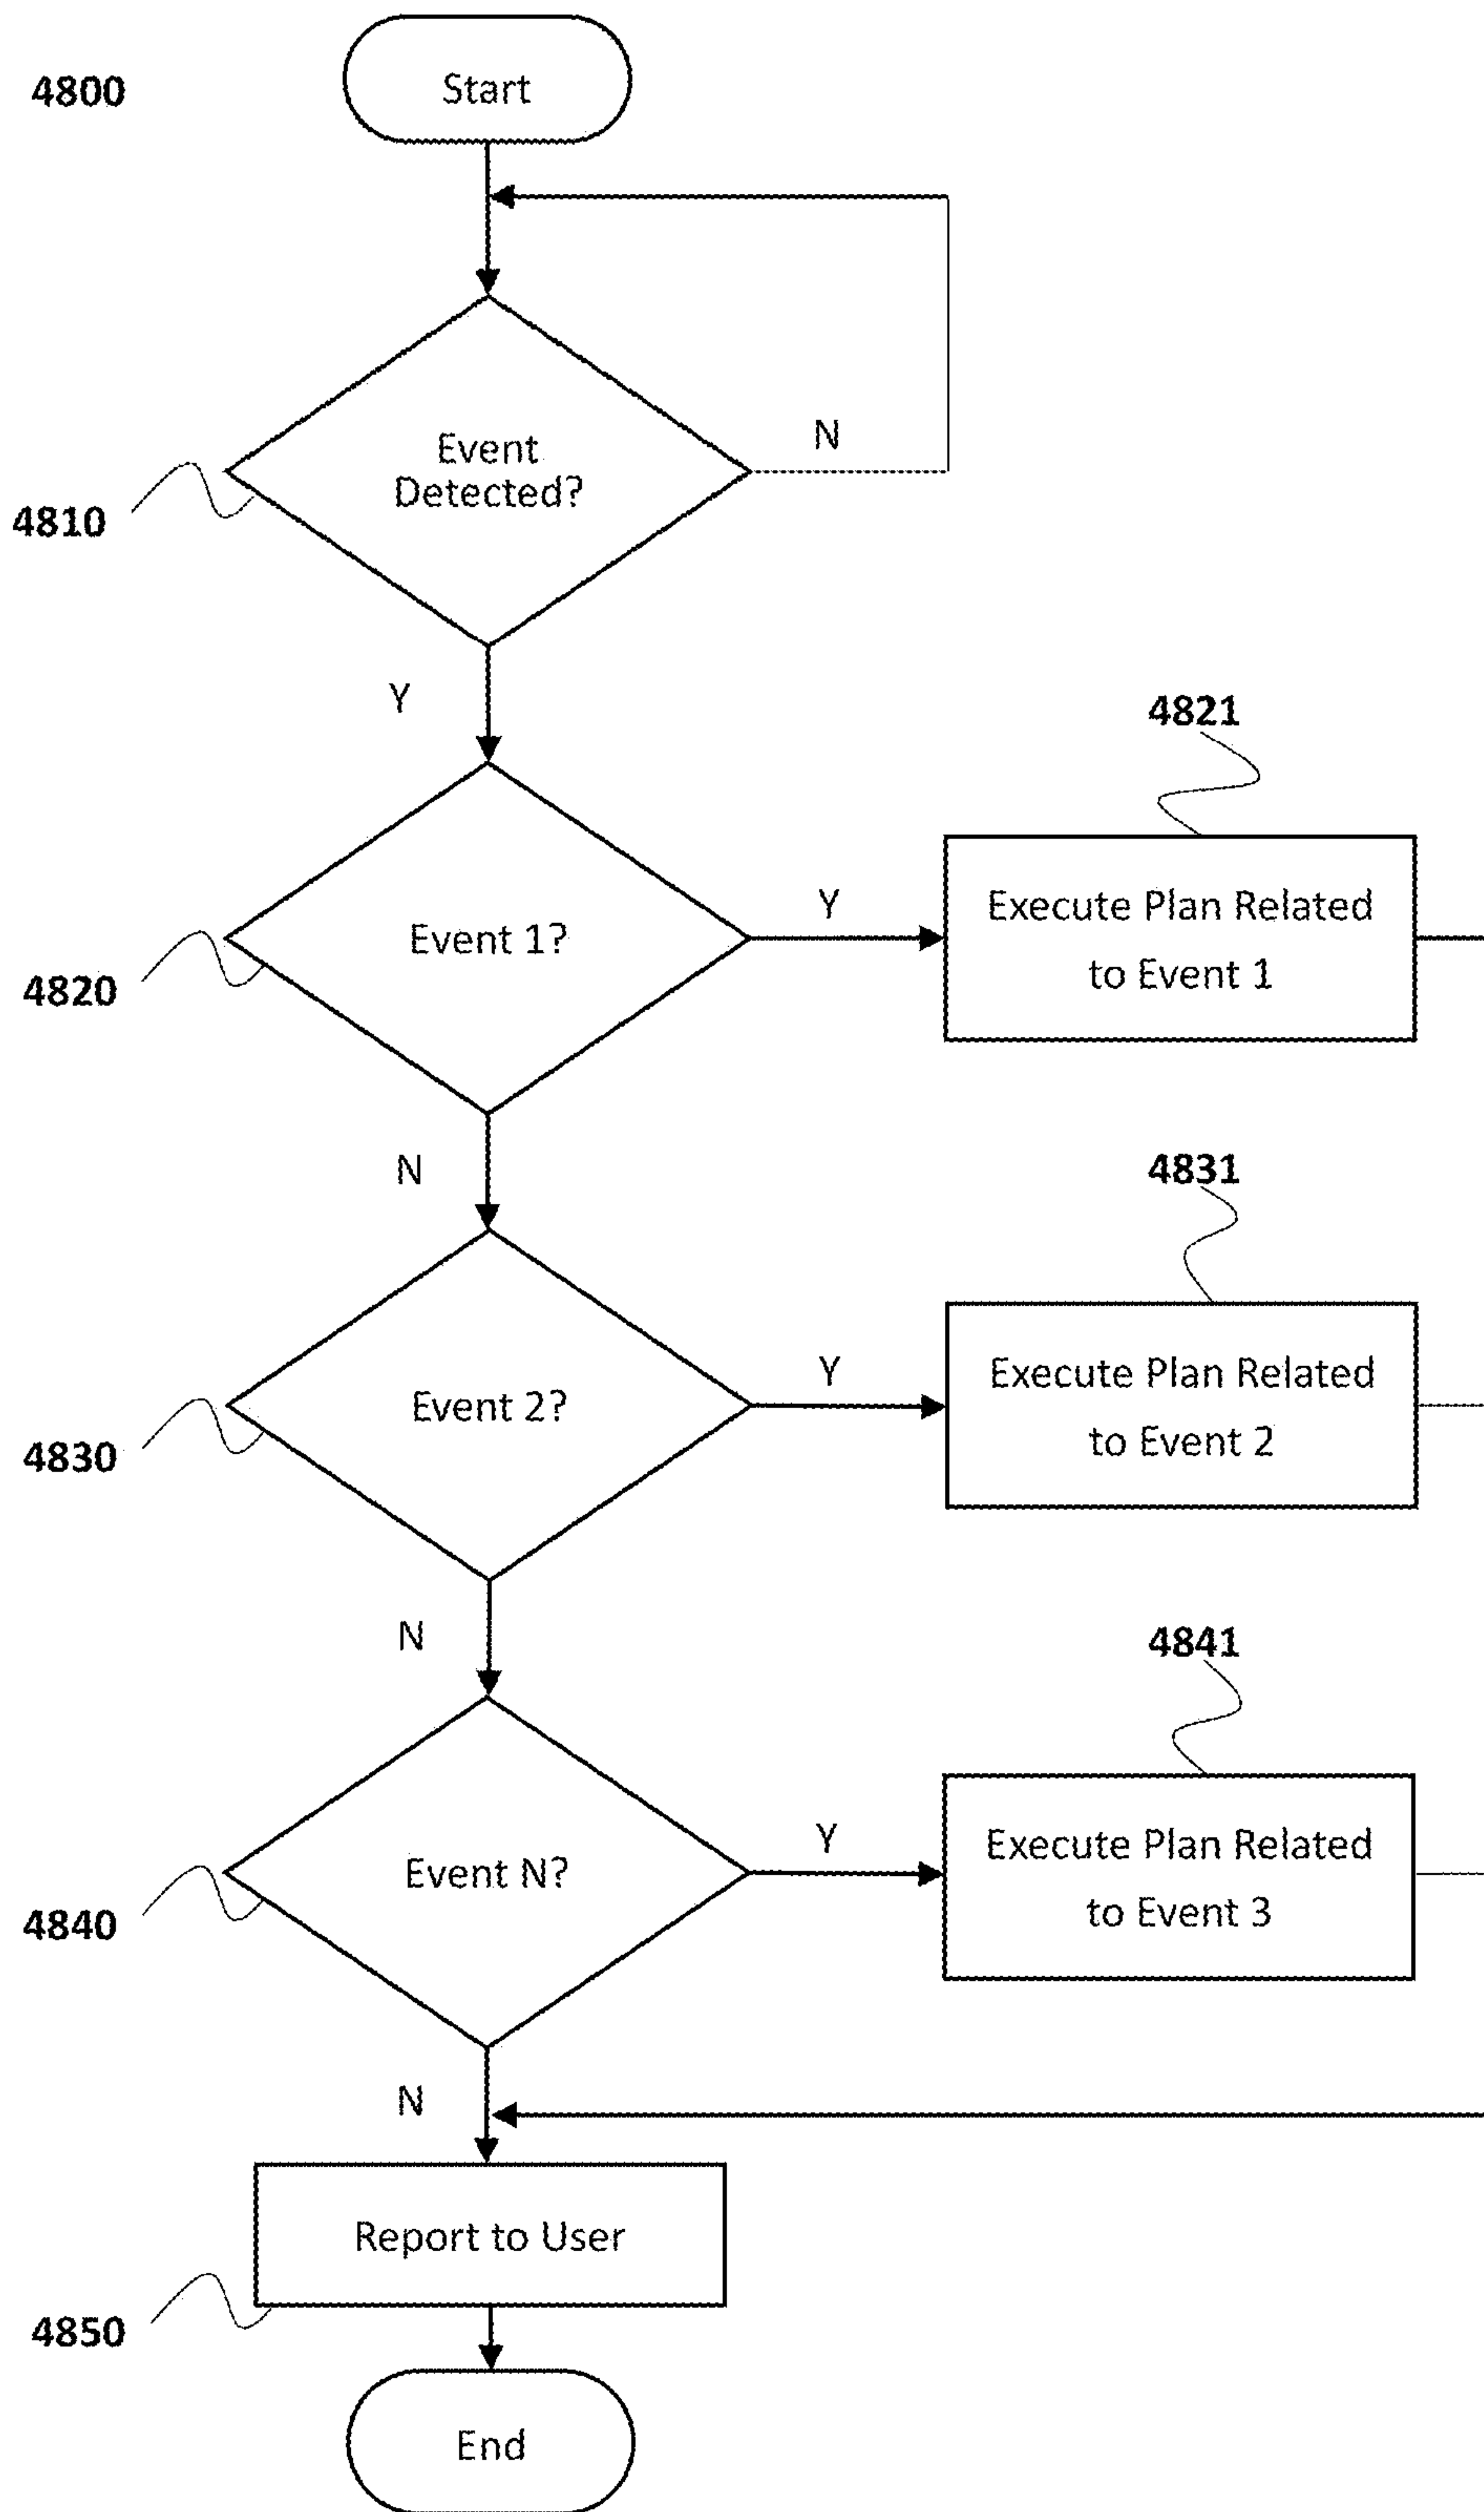 4800
Start
N
Event
Detected?
4810
Y
4821
Y
Execute Plan Related
to Event 1
Event 1?
4820
N
4831
Y
Execute Plan Related
to Event 2
Event 2?
4830
N
4841
Y
Execute Plan Related
to Event 3
Event N?
4840
N
Report to User
4850
End